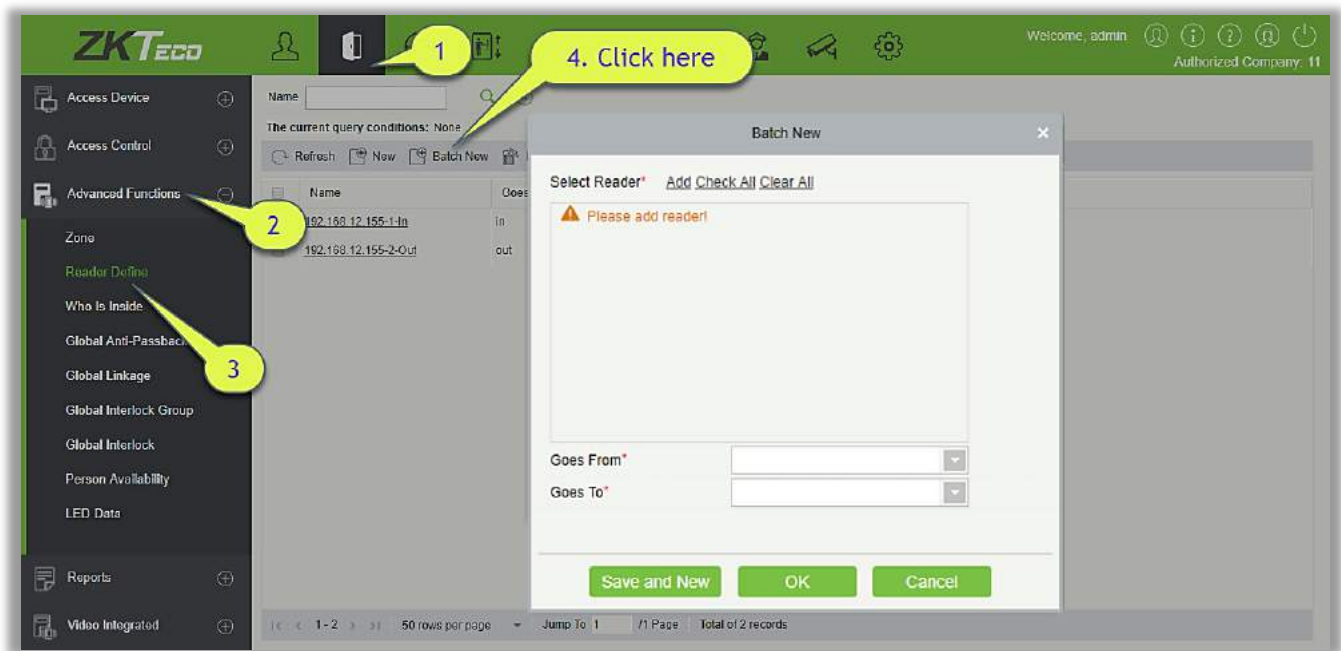 ZKTECO
Welcome, admin
Authorized Company: 11
1
4. Click here
Access Device
Access Control
Advanced Functions
2
Zone
Reader Define
Who Is Inside
Global Anti-Passback
3
Global Linkage
Global Interlock Group
Global Interlock
Person Availability
LED Data
Reports
Video Integrated
Name
The current query conditions: None
Refresh New Batch New
Name Goes
192.168.12.155-1-In in
192.168.12.155-2-Out out
Batch New
Select Reader* Add Check All Clear All
Please add reader!
Goes From*
Goes To*
Save and New OK Cancel
1-2 50 rows per page Jump To 1 /1 Page Total of 2 records